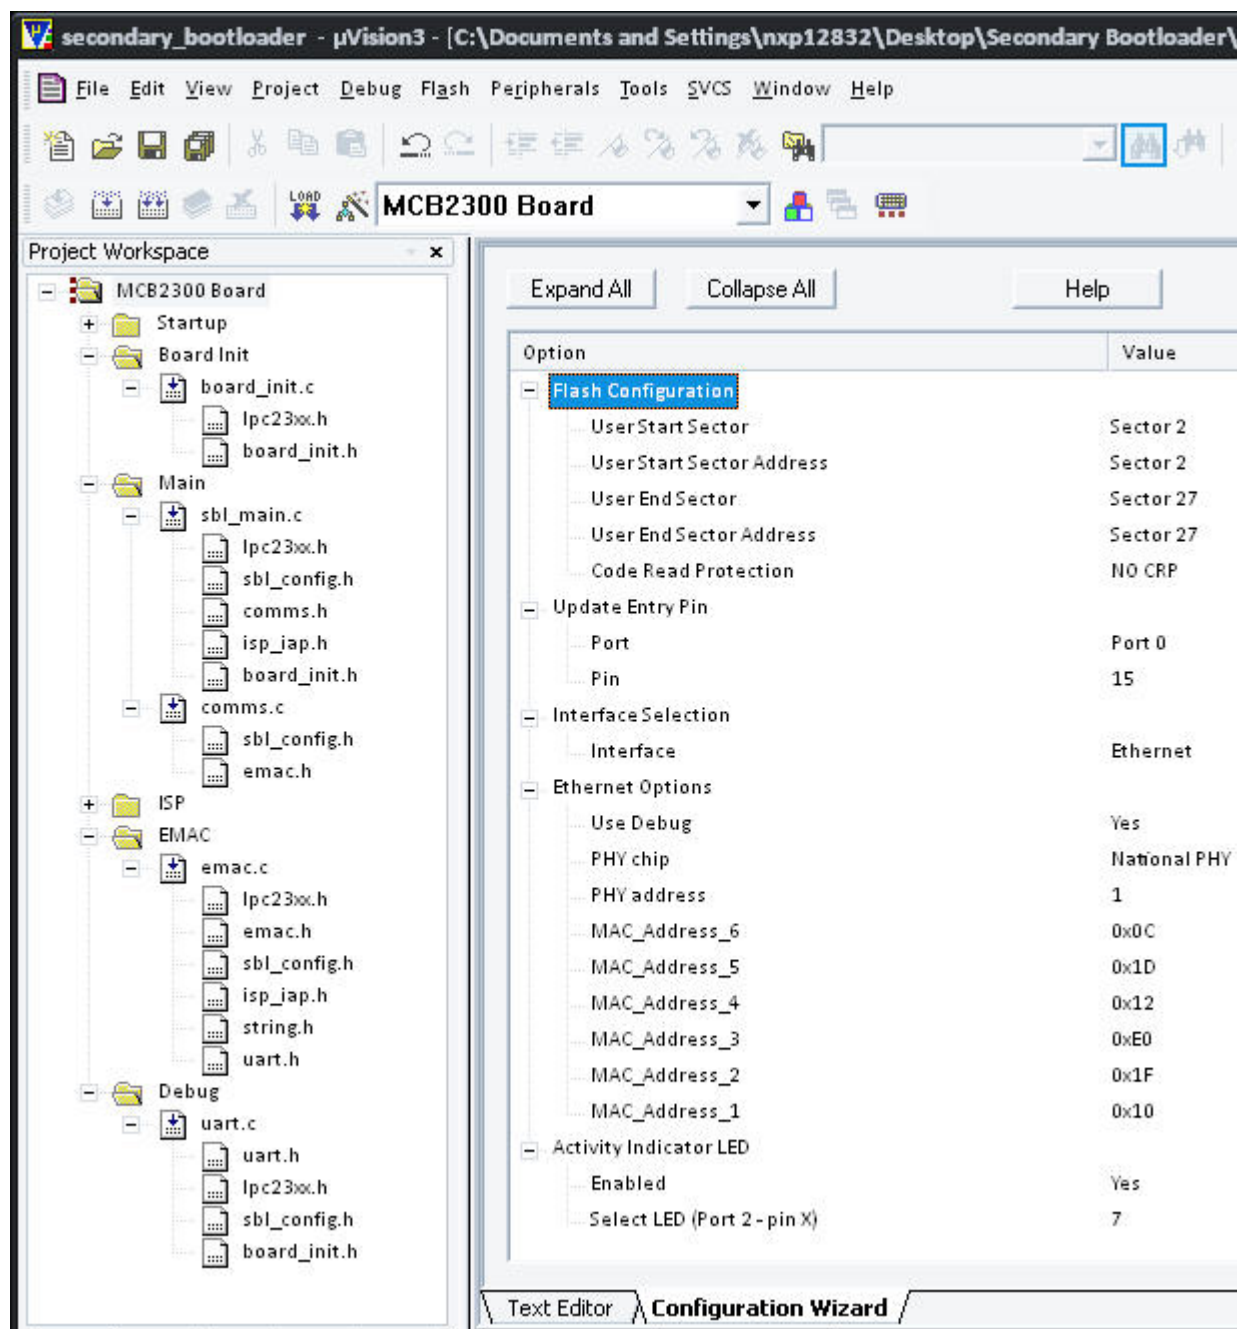 secondary_bootloader - µVision3 - [C:\Documents and Settings\nxp12832\Desktop\Secondary Bootloader\
File Edit View Project Debug Flash Peripherals Tools SVCS Window Help
LOAD MCB2300 Board
Project Workspace
MCB2300 Board
Startup
Board Init
board_init.c
lpc23xx.h
board_init.h
Main
sbl_main.c
lpc23xx.h
sbl_config.h
comms.h
isp_iap.h
board_init.h
comms.c
sbl_config.h
emac.h
ISP
EMAC
emac.c
lpc23xx.h
emac.h
sbl_config.h
isp_iap.h
string.h
uart.h
Debug
uart.c
uart.h
lpc23xx.h
sbl_config.h
board_init.h
Expand All Collapse All Help
Option Value
Flash Configuration
User Start Sector Sector 2
User Start Sector Address Sector 2
User End Sector Sector 27
User End Sector Address Sector 27
Code Read Protection NO CRP
Update Entry Pin
Port Port 0
Pin 15
Interface Selection
Interface Ethernet
Ethernet Options
Use Debug Yes
PHY chip National PHY
PHY address 1
MAC_Address_6 0x0C
MAC_Address_5 0x1D
MAC_Address_4 0x12
MAC_Address_3 0xE0
MAC_Address_2 0x1F
MAC_Address_1 0x10
Activity Indicator LED
Enabled Yes
Select LED (Port 2 - pin X) 7
Text Editor Configuration Wizard